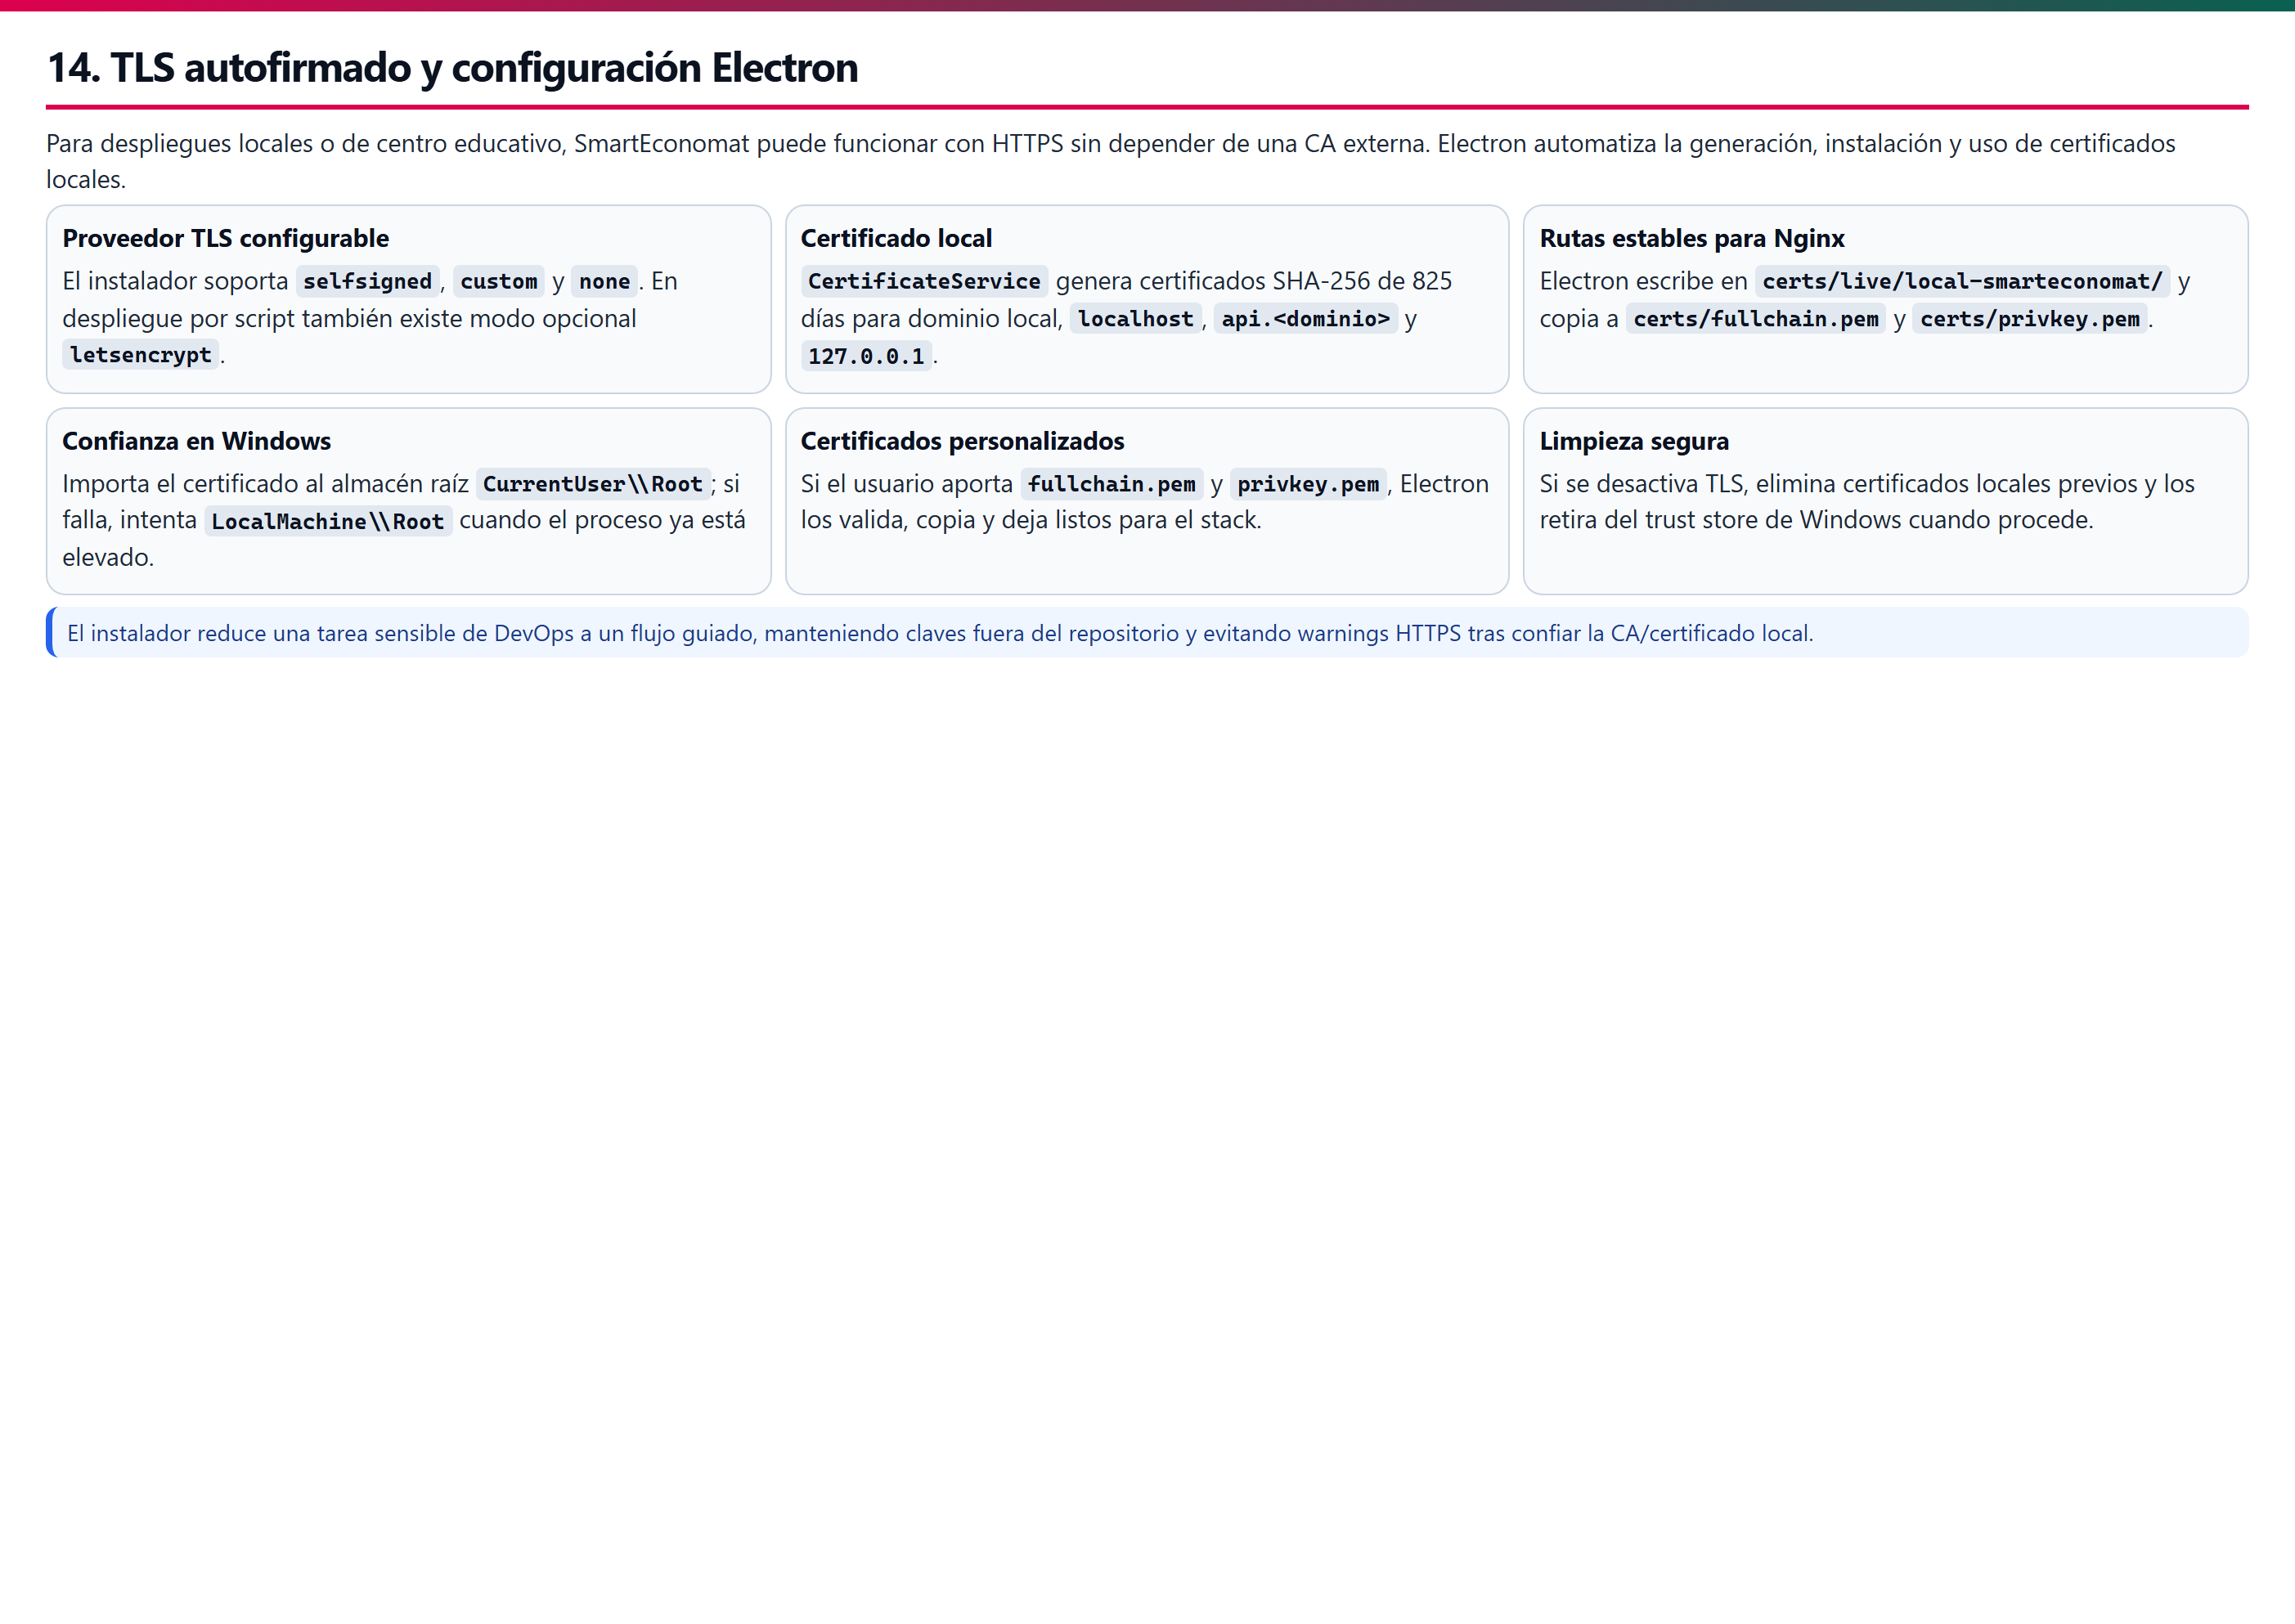 14. TLS autofirmado y configuración Electron
Para despliegues locales o de centro educativo, SmartEconomat puede funcionar con HTTPS sin depender de una CA externa. Electron automatiza la generación, instalación y uso de certificados
locales.
Proveedor TLS configurable
El instalador soporta selfsigned, custom y none. En
despliegue por script también existe modo opcional
letsencrypt.
Certificado local
CertificateService genera certificados SHA-256 de 825
días para dominio local, localhost, api.<dominio> y
127.0.0.1.
Rutas estables para Nginx
Electron escribe en certs/live/local-smarteconomat/ y
copia a certs/fullchain.pem y certs/privkey.pem.
Confianza en Windows
Importa el certificado al almacén raíz CurrentUser\\Root; si
falla, intenta LocalMachine\\Root cuando el proceso ya está
elevado.
Certificados personalizados
Si el usuario aporta fullchain.pem y privkey.pem, Electron
los valida, copia y deja listos para el stack.
Limpieza segura
Si se desactiva TLS, elimina certificados locales previos y los
retira del trust store de Windows cuando procede.
El instalador reduce una tarea sensible de DevOps a un flujo guiado, manteniendo claves fuera del repositorio y evitando warnings HTTPS tras confiar la CA/certificado local.